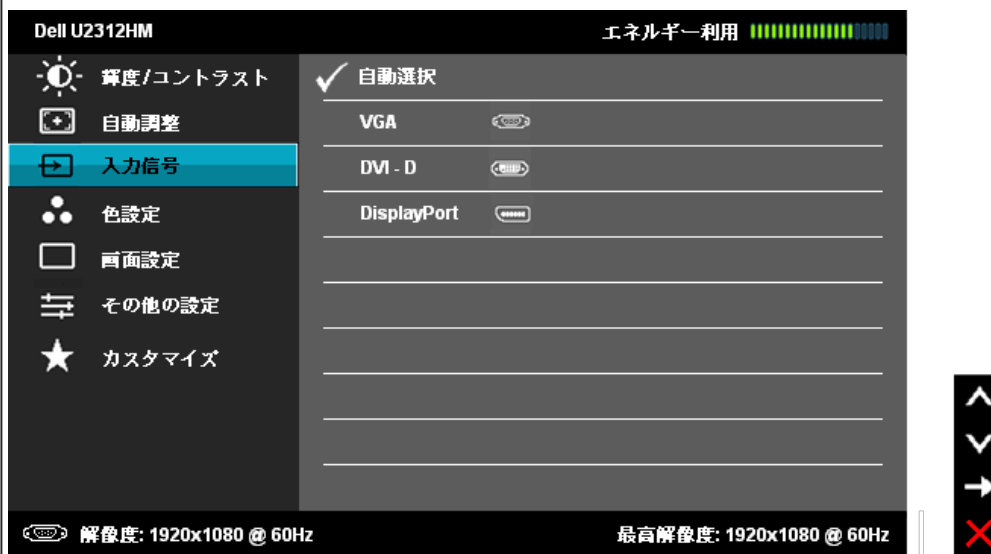 Dell U2312HM
エネルギー利用
輝度/コントラスト
自動調整
入力信号
色設定
画面設定
その他の設定
カスタマイズ
自動選択
VGA
DVI - D
DisplayPort
解像度: 1920x1080 @ 60Hz
最高解像度: 1920x1080 @ 60Hz